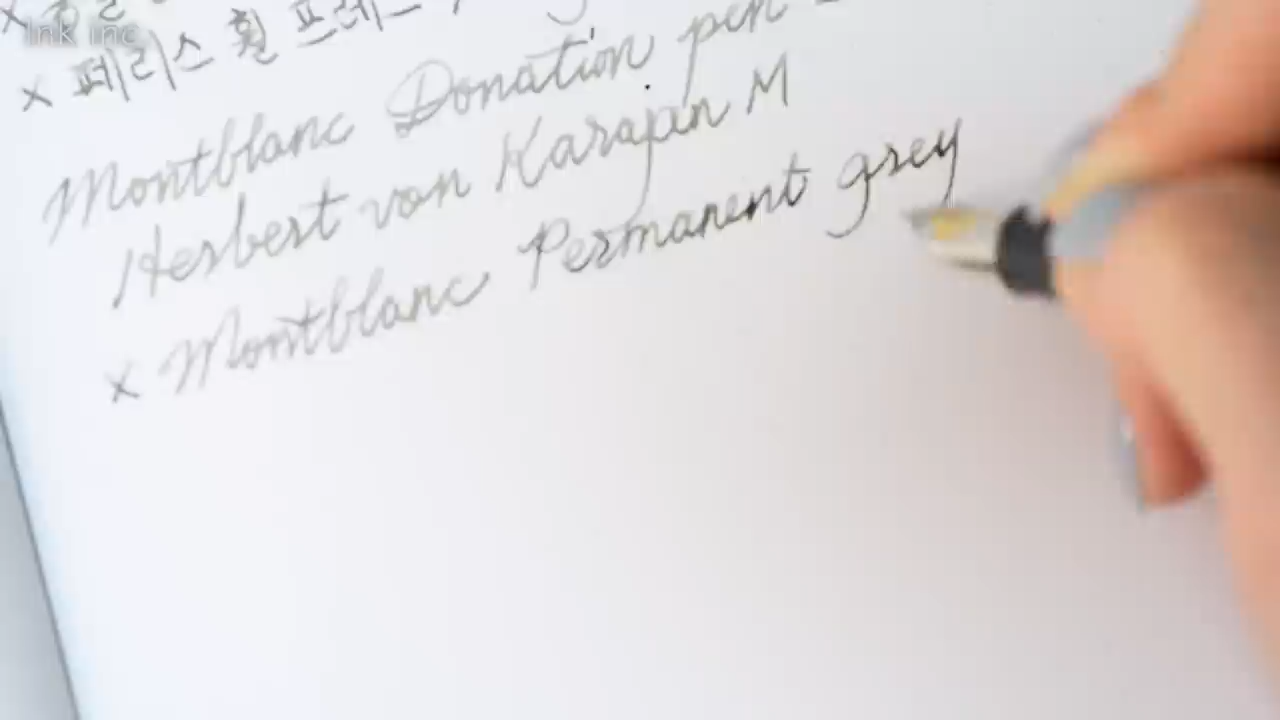 Ink inc
x 페리스 휠 프레스
Montblanc Donation pen
Herbert von Karajan M
x Montblanc Permanent grey